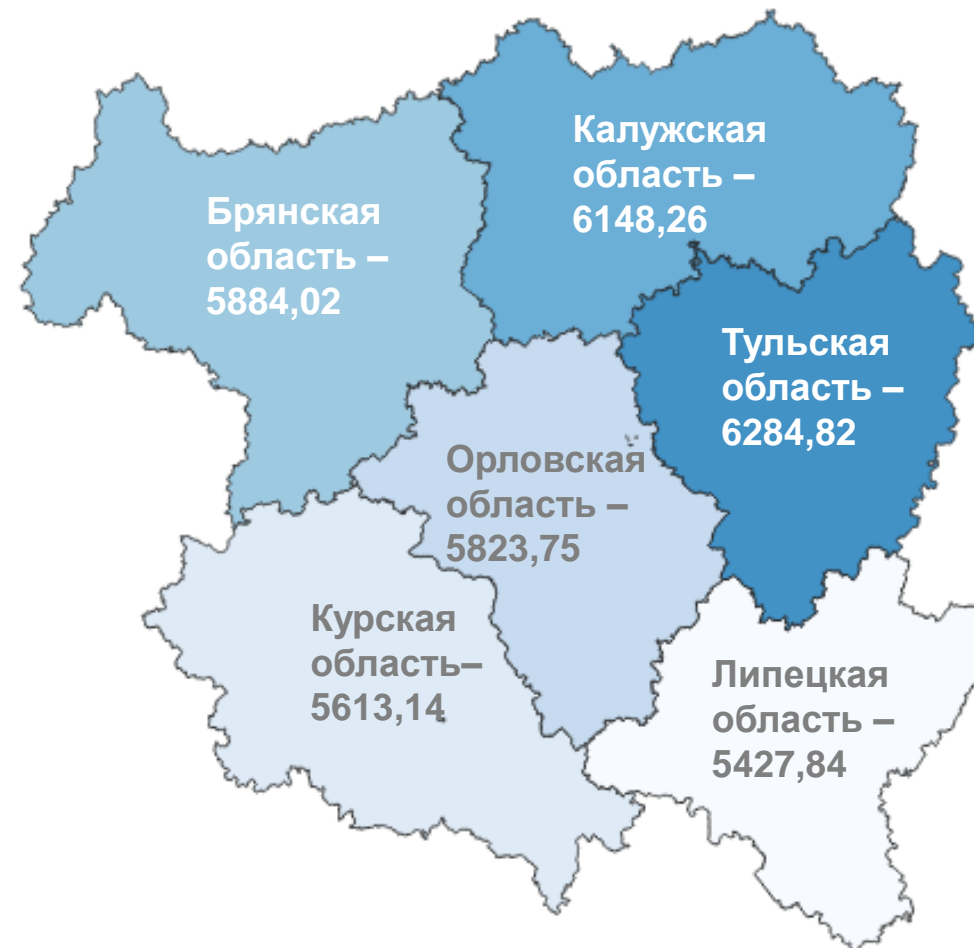 Калужская
область –
6148,26
Брянская
область –
5884,02
Тульская
область –
6284,82
Орловская
область –
5823,75
Курская
область–
5613,14
Липецкая
область –
5427,84